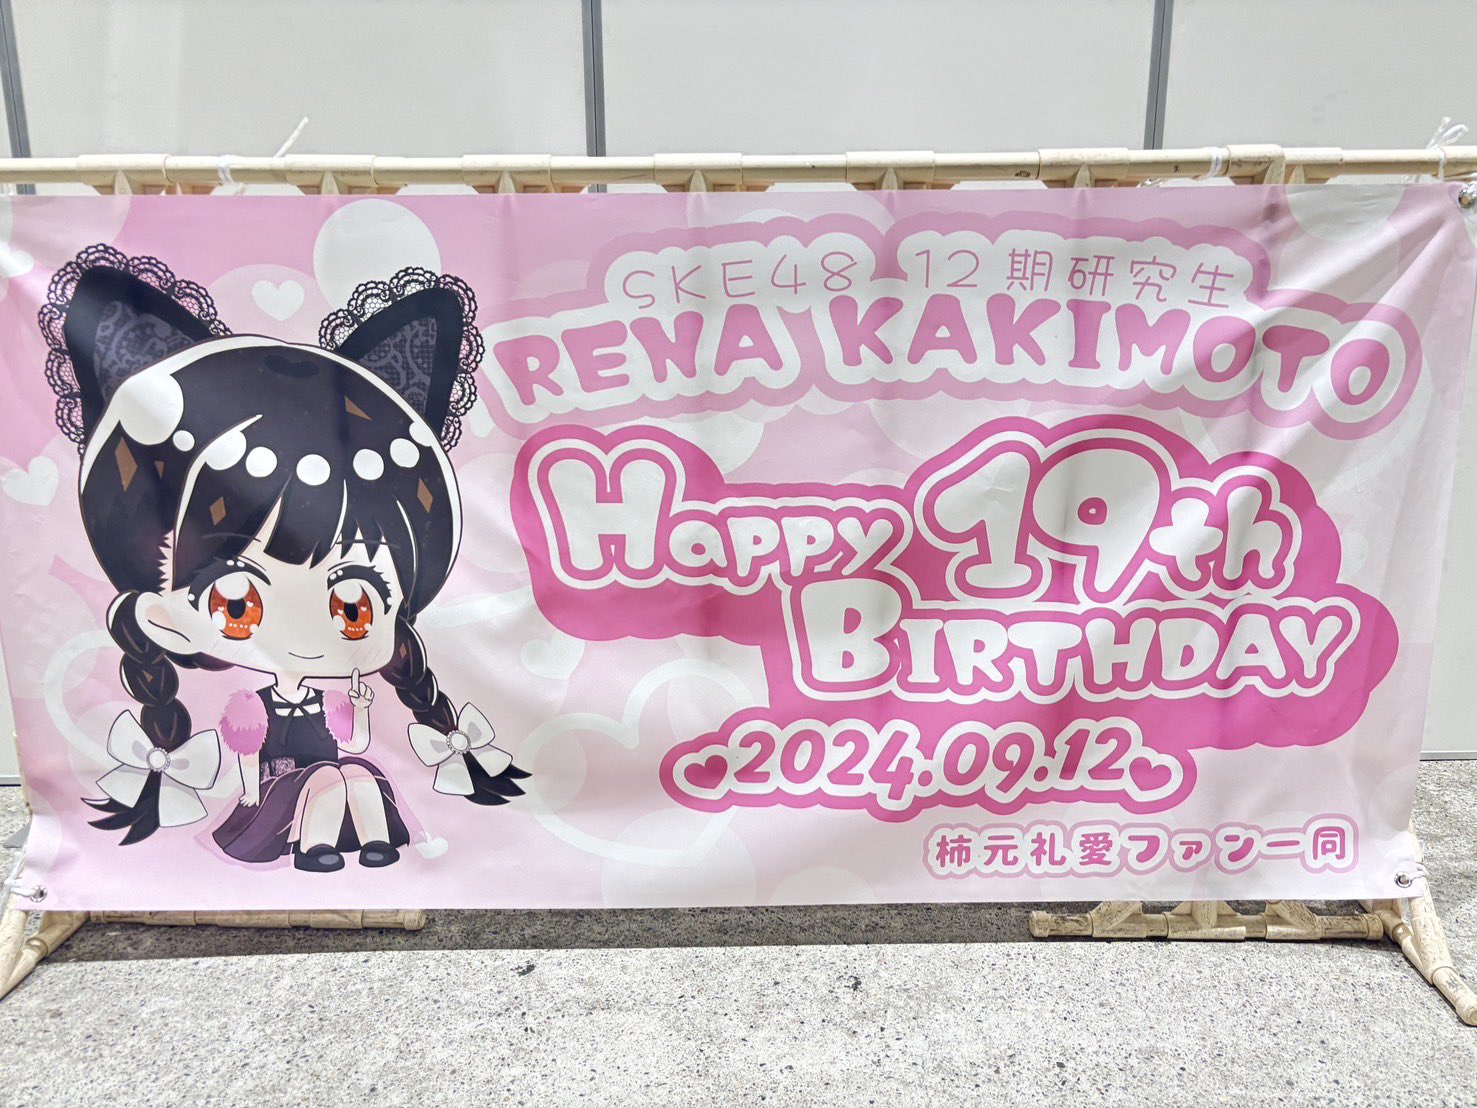 SKE48 12期研究生
RENA KAKIMOTO
HAPPY 19th
BIRTHDAY
2024.09.12
柿元礼愛ファン一同